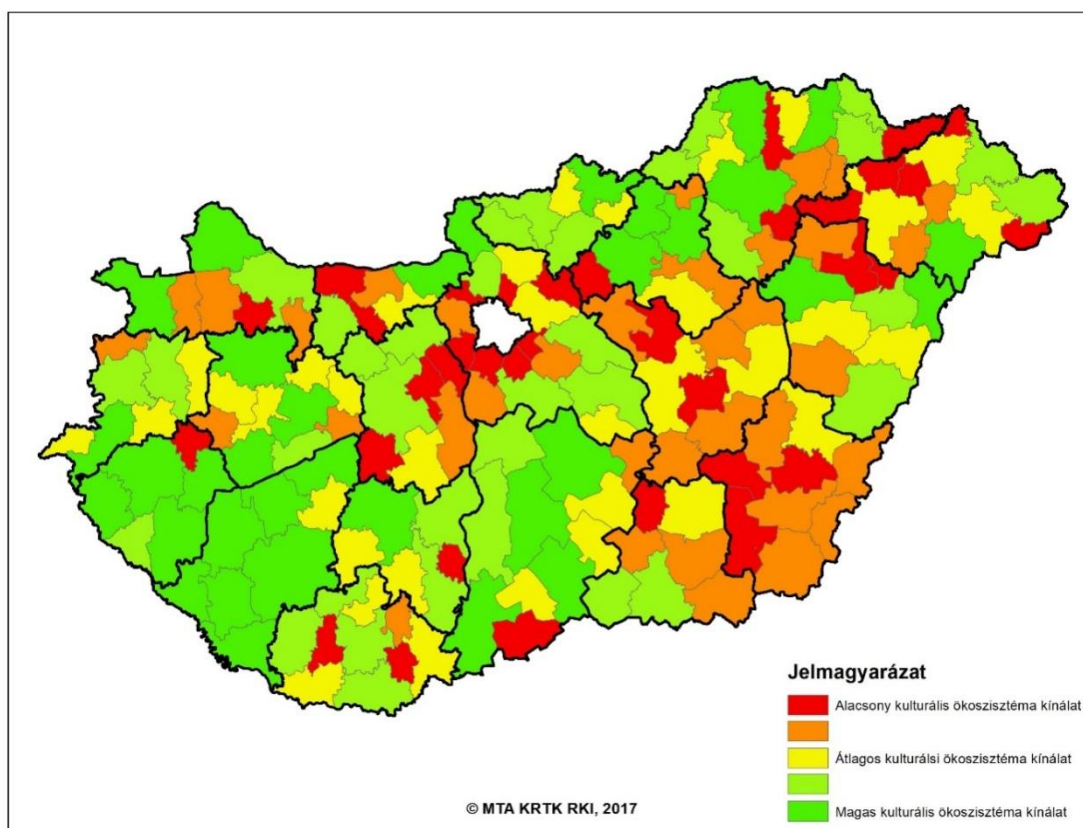 Jelmagyarázat
Alacsony kulturális ökoszisztéma kínálat
Átlagos kulturálsi ökoszisztéma kínálat
Magas kulturális ökoszisztéma kínálat
© MTA KRTK RKI, 2017